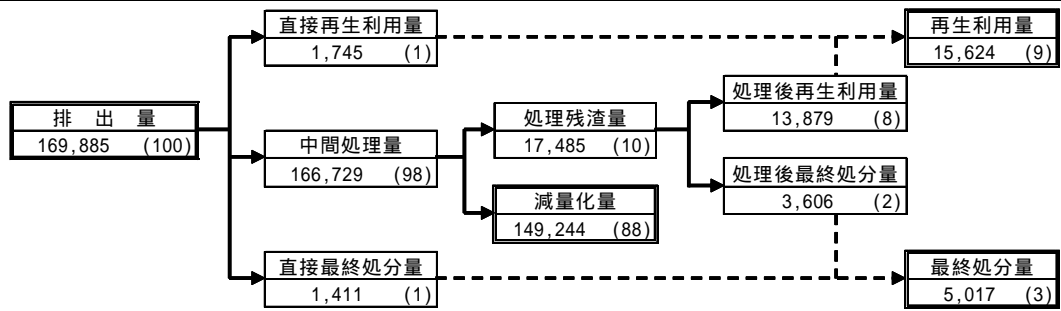 直接再生利用量
1,745 (1)
再生利用量
15,624 (9)
排 出 量
169,885 (100)
中間処理量
166,729 (98)
処理残渣量
17,485 (10)
処理後再生利用量
13,879 (8)
処理後最終処分量
3,606 (2)
減量化量
149,244 (88)
直接最終処分量
1,411 (1)
最終処分量
5,017 (3)